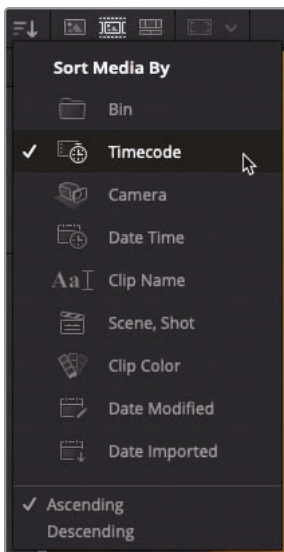 Sort Media By
Bin
Timecode
Camera
Date Time
Aa Clip Name
Scene, Shot
Clip Color
Date Modified
Date Imported
Ascending
Descending